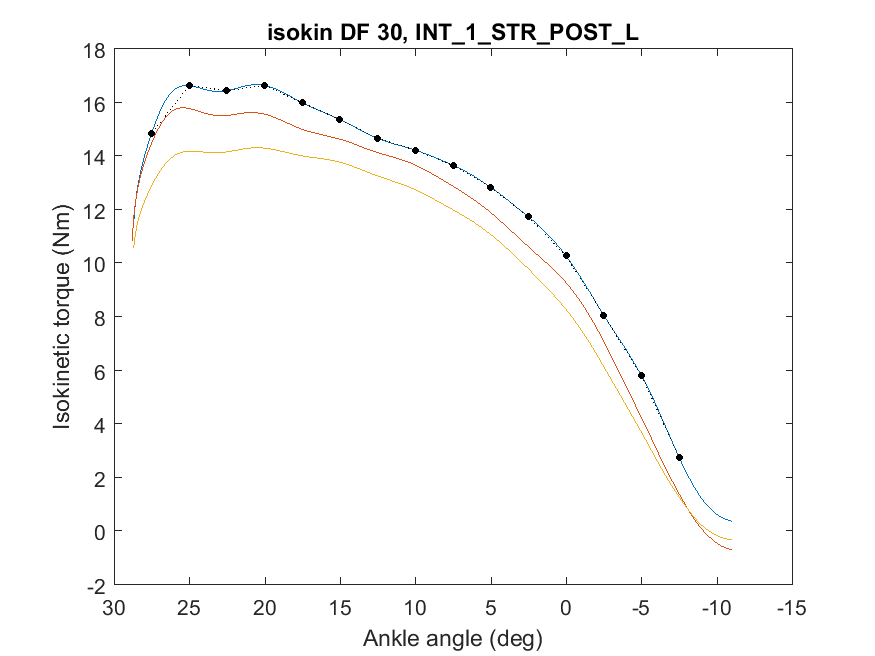 isokin DF 30, INT_1_STR_POST_L
18
16
14
12
10
8
6
4
2
0
-2
Isokinetic torque (Nm)
30 25 20 15 10 5 0 -5 -10 -15
Ankle angle (deg)